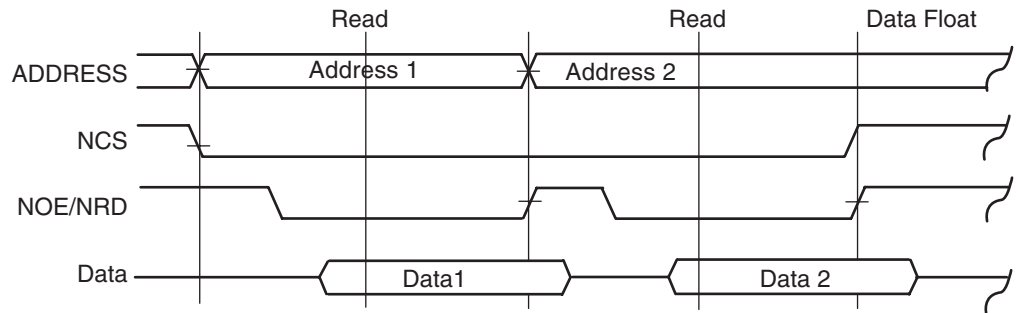 Read Read Data Float
ADDRESS Address 1 Address 2
NCS
NOE/NRD
Data Data1 Data 2